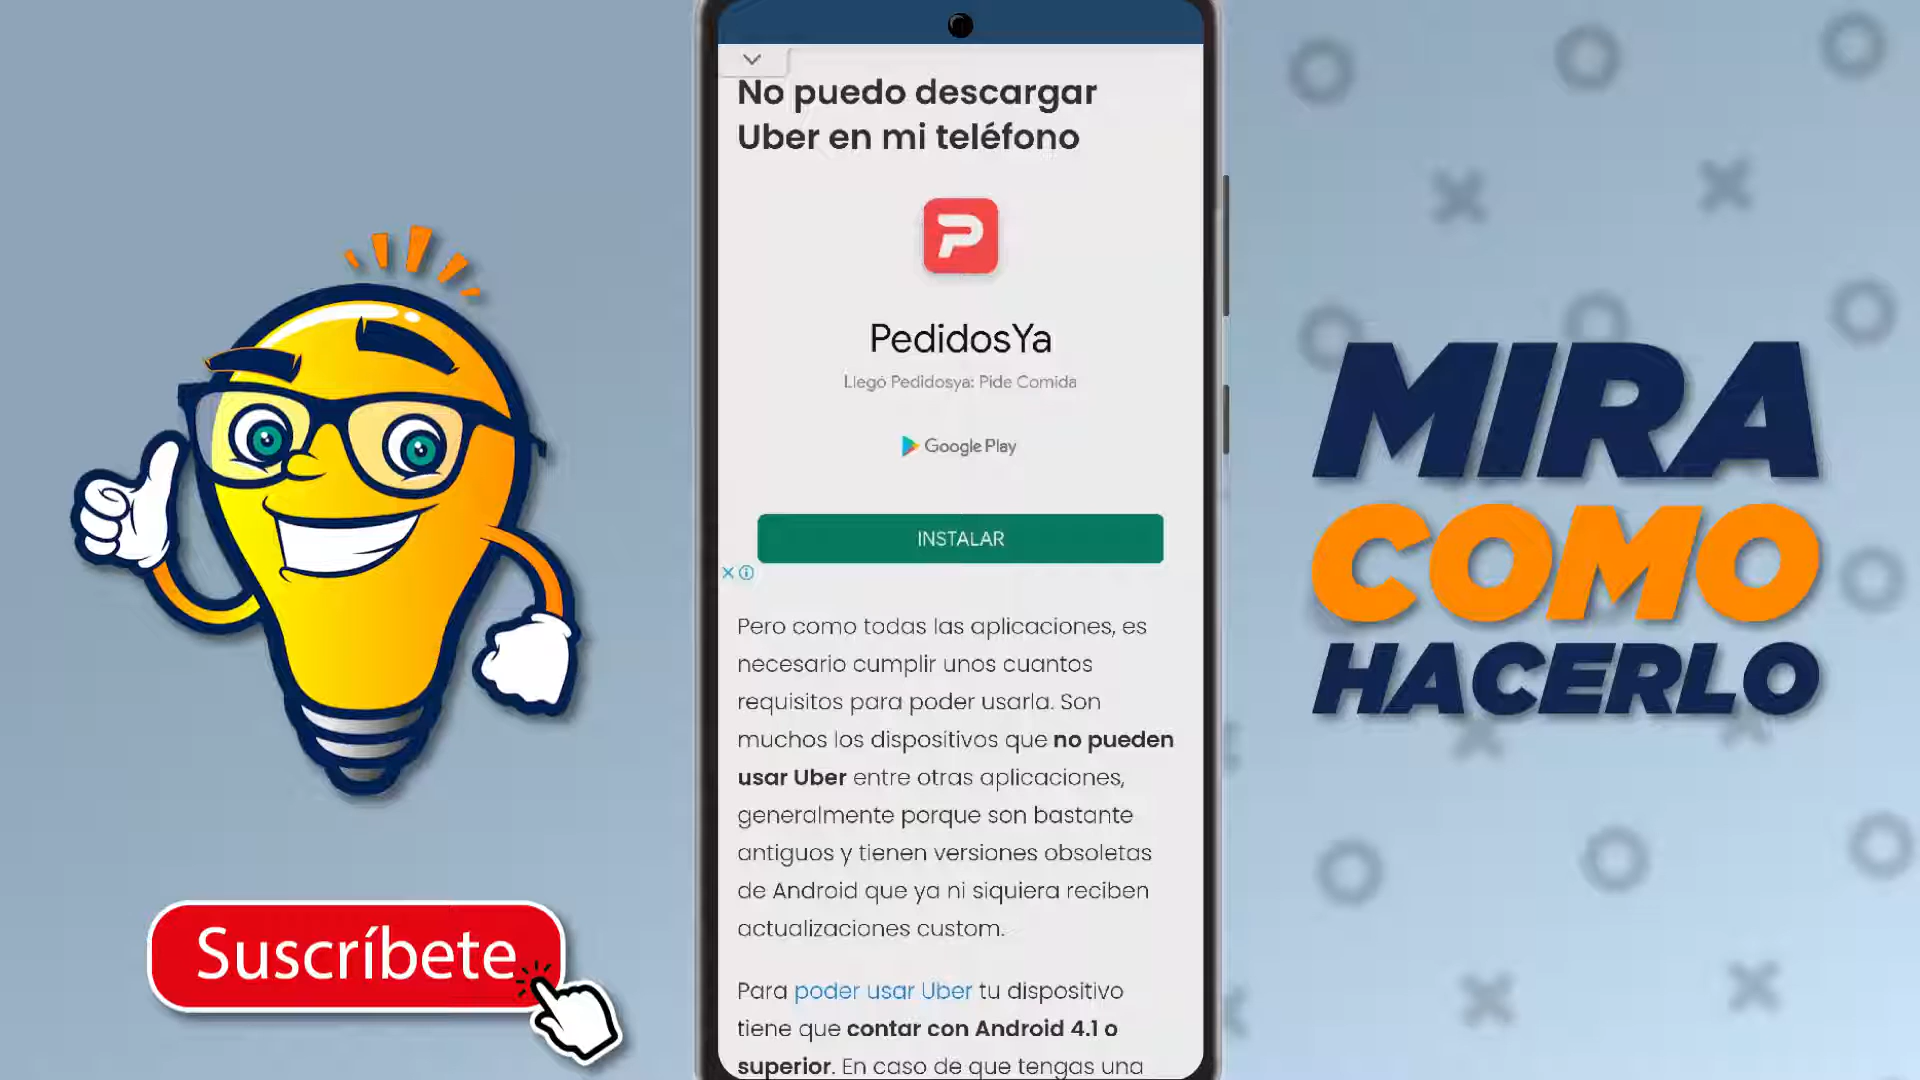 No puedo descargar
Uber en mi teléfono
PedidosYa
Llegó Pedidosya: Pide Comida
Google Play
INSTALAR
Pero como todas las aplicaciones, es
necesario cumplir unos cuantos
requisitos para poder usarla. Son
muchos los dispositivos que no pueden
usar Uber entre otras aplicaciones,
generalmente porque son bastante
antiguos y tienen versiones obsoletas
de Android que ya ni siquiera reciben
actualizaciones custom.
Para poder usar Uber tu dispositivo
tiene que contar con Android 4.1 o
superior. En caso de que tengas una
Suscríbete
MIRA
COMO
HACERLO